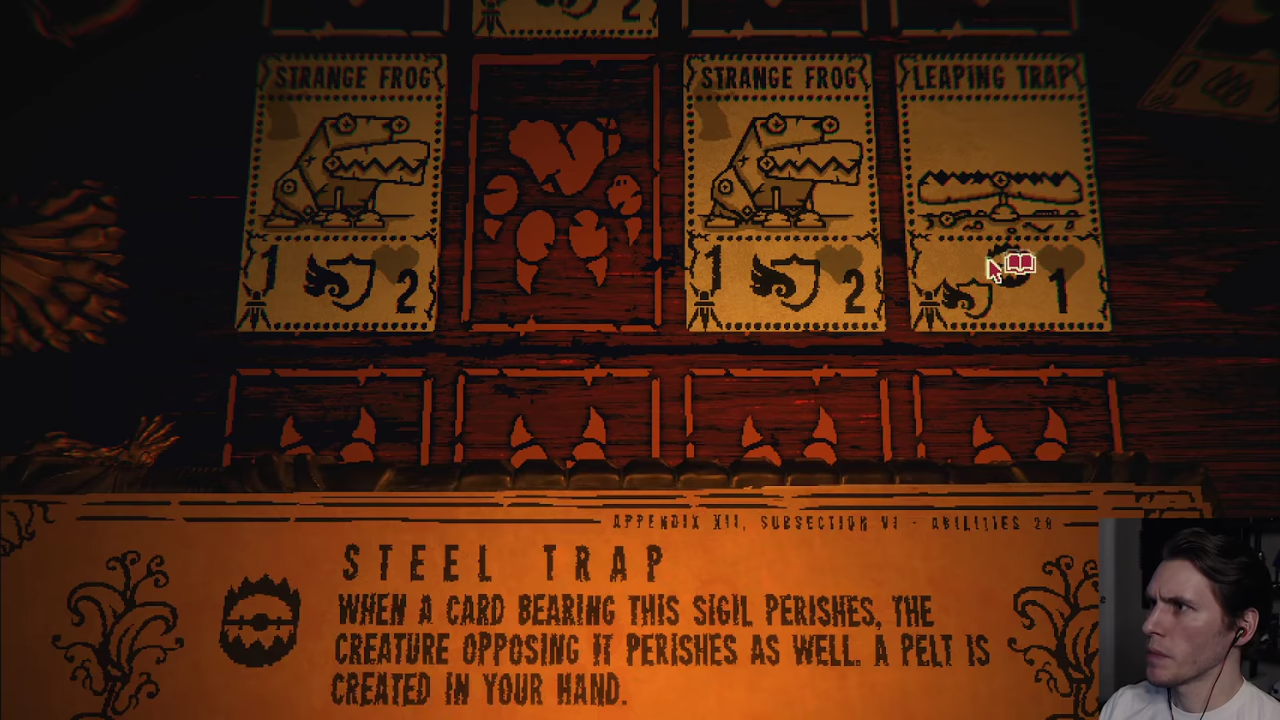 2
STRANGE FROG
STRANGE FROG
LEAPING TRAP
0
1 2
1 2
1
APPENDIX XII, SUBSECTION VI - ABILITIES 28
STEEL TRAP
WHEN A CARD BEARING THIS SIGIL PERISHES, THE
CREATURE OPPOSING IT PERISHES AS WELL. A PELT IS
CREATED IN YOUR HAND.